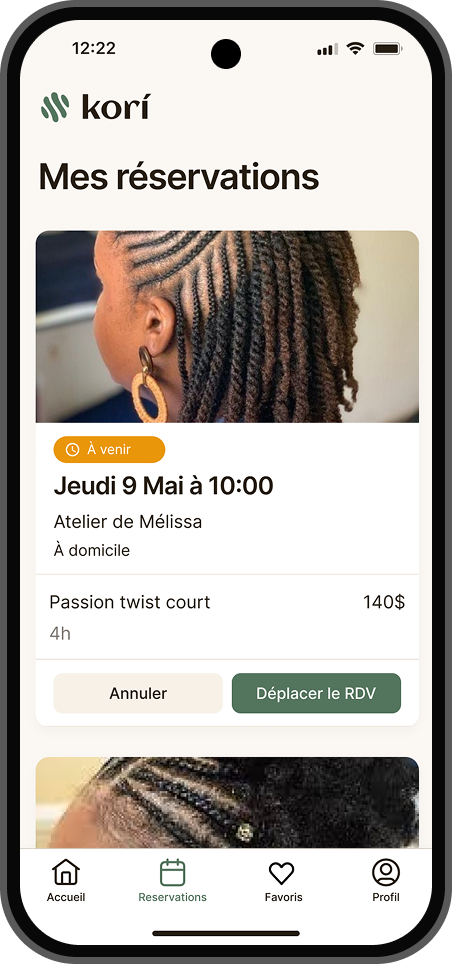 12:22
korí
Mes réservations
À venir
Jeudi 9 Mai à 10:00
Atelier de Mélissa
À domicile
Passion twist court 140$
4h
Annuler Déplacer le RDV
Accueil Reservations Favoris Profil